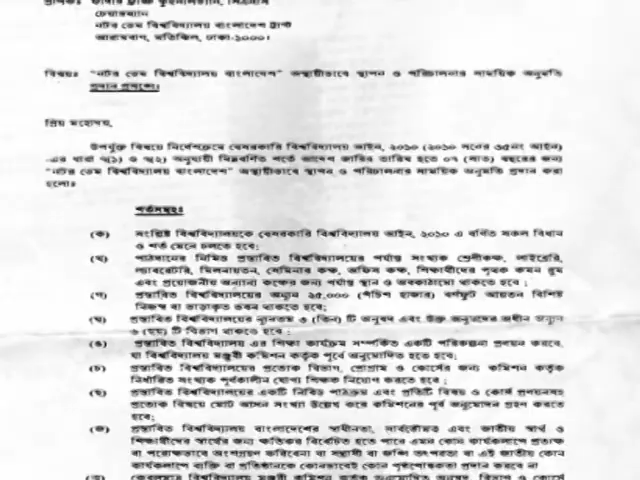 চেয়ারম্যান
নটর ডেম বিশ্ববিদ্যালয় বাংলাদেশ ট্রাস্ট
আরামবাগ, মতিঝিল, ঢাকা-১০০০।
বিষয়ঃ "নটর ডেম বিশ্ববিদ্যালয় বাংলাদেশ" অস্থায়ীভাবে স্থাপন ও পরিচালনার সাময়িক অনুমতি
প্রদান প্রসঙ্গে।
প্রিয় মহোদয়,
উপর্যুক্ত বিষয়ে নির্দেশক্রমে বেসরকারি বিশ্ববিদ্যালয় আইন, ২০১০ (২০১০ সনের ৩৫নং আইন)
-এর ধারা ৭(১) ও ৭(২) অনুযায়ী নিম্নবর্ণিত শর্তে আদেশ জারির তারিখ হতে ০৭ (সাত) বছরের জন্য
"নটর ডেম বিশ্ববিদ্যালয় বাংলাদেশ" অস্থায়ীভাবে স্থাপন ও পরিচালনার সাময়িক অনুমতি প্রদান করা
হলোঃ
শর্তসমূহঃ
(ক) সংশ্লিষ্ট বিশ্ববিদ্যালয়কে বেসরকারি বিশ্ববিদ্যালয় আইন, ২০১০ এ বর্ণিত সকল বিধান
ও শর্ত মেনে চলতে হবে;
(খ) পাঠদানের নিমিত্ত প্রস্তাবিত বিশ্ববিদ্যালয়ের পর্যাপ্ত সংখ্যক শ্রেণীকক্ষ, লাইব্রেরি,
ল্যাবরেটরি, মিলনায়তন, সেমিনার কক্ষ, অফিস কক্ষ, শিক্ষার্থীদের পৃথক কমন রুম
এবং প্রয়োজনীয় অন্যান্য কক্ষের জন্য পর্যাপ্ত স্থান ও অবকাঠামো থাকতে হবে ;
(গ) প্রস্তাবিত বিশ্ববিদ্যালয়ের অন্যূন ২৫,০০০ (পঁচিশ হাজার) বর্গফুট আয়তন বিশিষ্ট
নিজস্ব বা ভাড়াকৃত ভবন থাকতে হবে;
(ঘ) প্রস্তাবিত বিশ্ববিদ্যালয়ের ন্যূনতম ৩ (তিন) টি অনুষদ এবং উক্ত অনুষদের অধীন অন্যূন
৬ (ছয়) টি বিভাগ থাকতে হবে ;
(ঙ) প্রস্তাবিত বিশ্ববিদ্যালয় এর শিক্ষা কার্যক্রম সম্পর্কিত একটি পরিকল্পনা প্রণয়ন করবে,
যা বিশ্ববিদ্যালয় মঞ্জুরী কমিশন কর্তৃক পূর্বে অনুমোদিত হতে হবে;
(চ) প্রস্তাবিত বিশ্ববিদ্যালয়ের প্রত্যেক বিভাগ, প্রোগ্রাম ও কোর্সের জন্য কমিশন কর্তৃক
নির্ধারিত সংখ্যক পূর্ণকালীন যোগ্য শিক্ষক নিয়োগ করতে হবে ;
(ছ) প্রস্তাবিত বিশ্ববিদ্যালয়ের একটি নিবিড় পাঠক্রম এবং প্রতিটি বিষয় ও কোর্স প্রণয়নসহ
প্রত্যেক বিষয়ে মোট আসন সংখ্যা উল্লেখ করে কমিশনের পূর্ব অনুমোদন গ্রহণ করতে
হবে;
(জ) প্রস্তাবিত বিশ্ববিদ্যালয় বাংলাদেশের স্বাধীনতা, সার্বভৌমত্ব এবং জাতীয় স্বার্থ ও
শিক্ষার্থীদের স্বার্থের জন্য ক্ষতিকর বিবেচিত হতে পারে এমন কোন কার্যকলাপে প্রত্যক্ষ
বা পরোক্ষভাবে অংশগ্রহণ করিবেনা বা সন্ত্রাসী বা জঙ্গি তৎপরতা বা এই জাতীয় কোন
কার্যকলাপে ব্যক্তি বা প্রতিষ্ঠানকে কোনভাবেই কোন পৃষ্ঠপোষকতা প্রদান করবে না